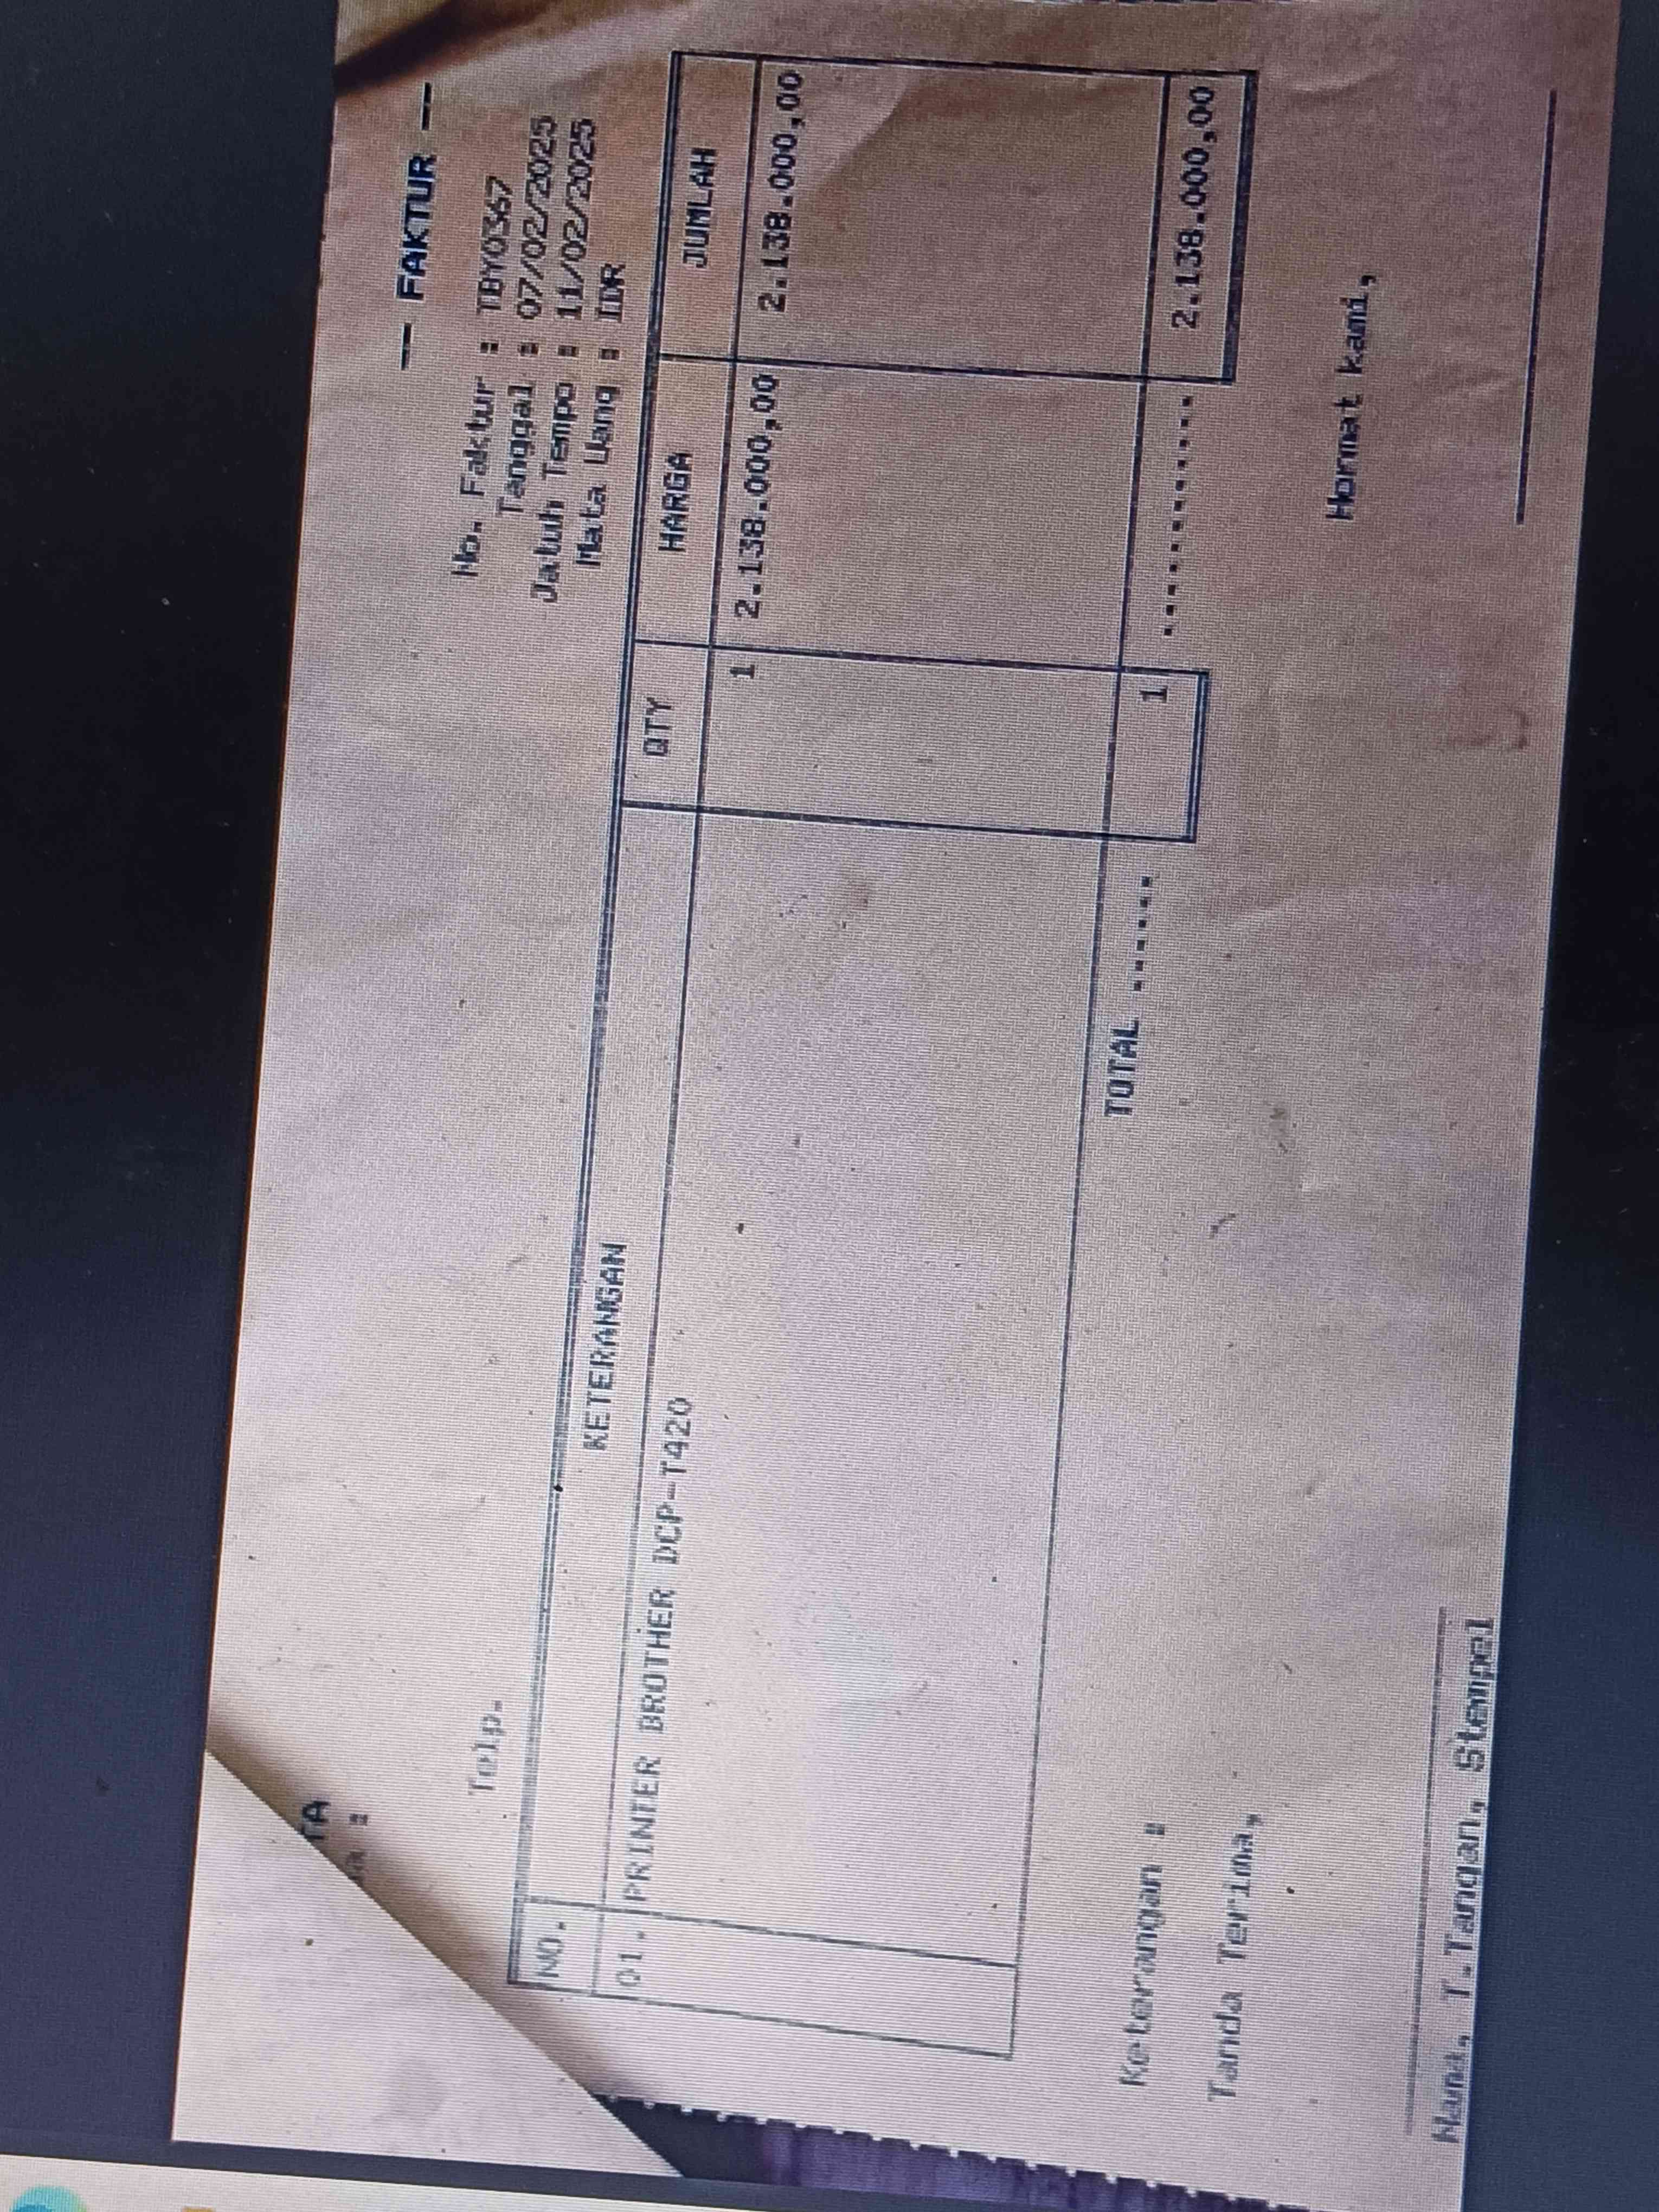 -- FAKTUR --
TA
a :
No. Faktur : TBY0367
Tanggal : 07/02/2025
Telp. Jatuh Tempo : 11/02/2025
Mata Uang : IDR
NO. KETERANGAN QTY HARGA JUMLAH
01. PRINTER BROTHER DCP-T420 1 2.138.000,00 2.138.000,00
TOTAL ...... 1 ............ 2.138.000,00
Keterangan :
Tanda Terima, Hormat kami,
Nama, T.Tangan, Stempel